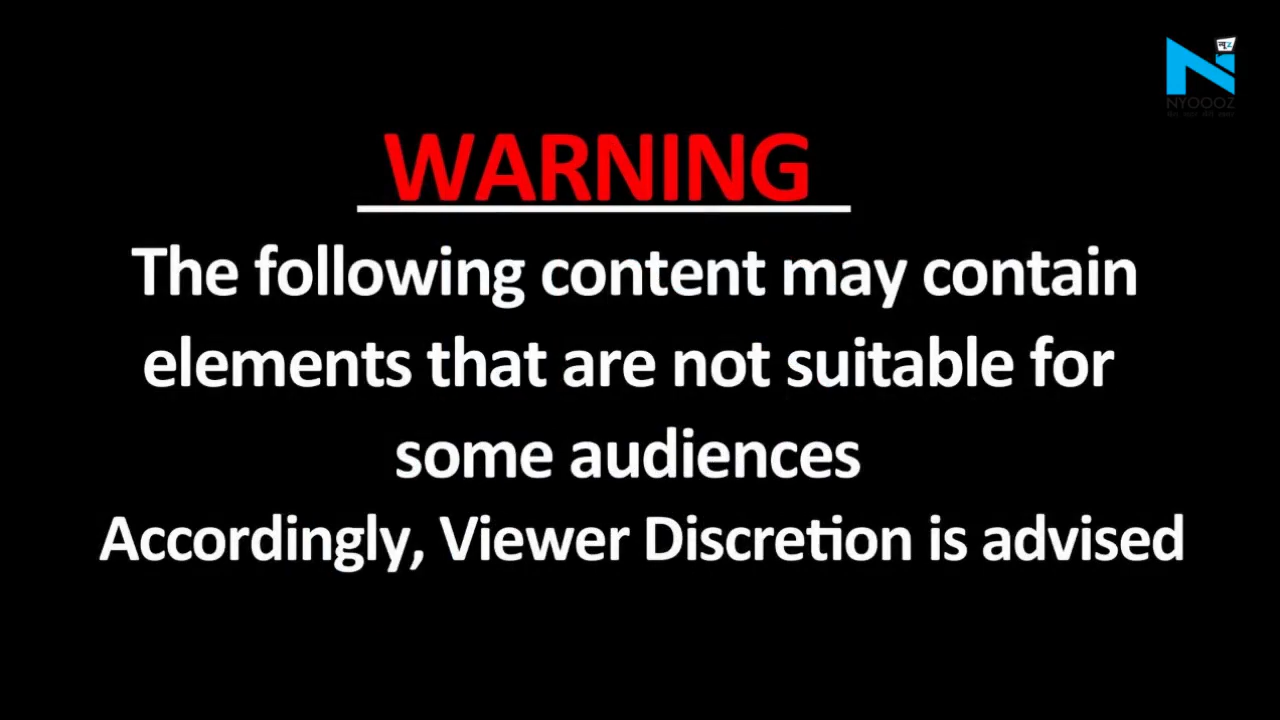 NYOOOZ
WARNING
The following content may contain
elements that are not suitable for
some audiences
Accordingly, Viewer Discretion is advised